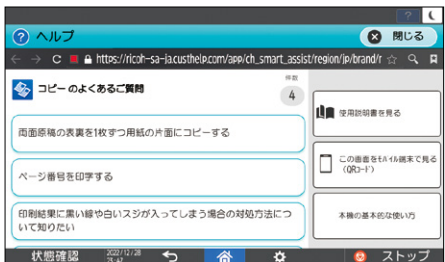 ?
ヘルプ
閉じる
https://ricoh-sa-ja.custhelp.com/app/ch_smart_assist/region/jp/brand/r
コピー のよくあるご質問
件数
4
両面原稿の表裏を1枚ずつ用紙の片面にコピーする
ページ番号を印字する
印刷結果に黒い線や白いスジが入ってしまう場合の対処方法につ
いて知りたい
使用説明書を見る
この画面をモバイル端末で見る
(QRコード)
本機の基本的な使い方
状態確認
2022/12/28
ストップ